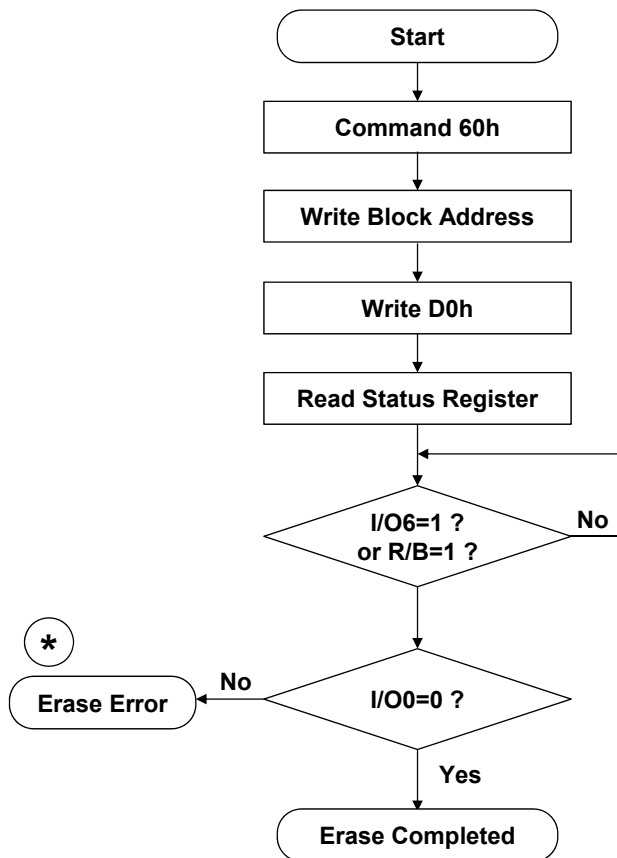 Start
Command 60h
Write Block Address
Write D0h
Read Status Register
I/O6=1 ?
or R/B=1 ?
No
*
Erase Error
No
I/O0=0 ?
Yes
Erase Completed